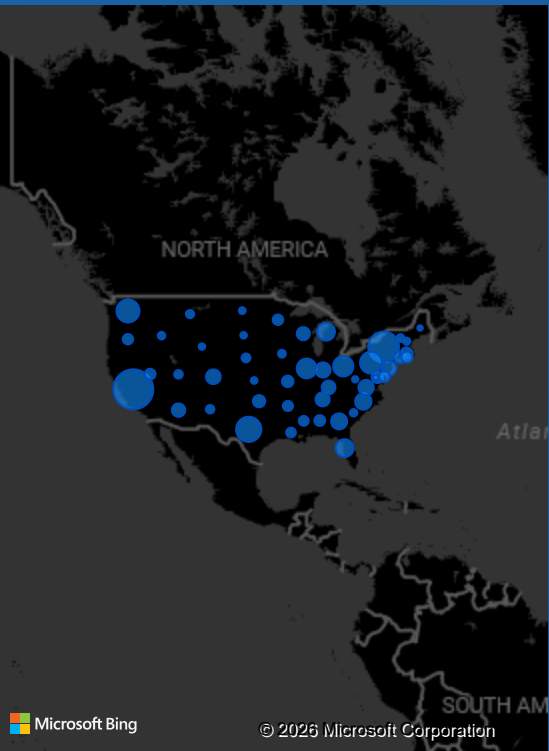 NORTH AMERICA
Atlan
SOUTH AM
Microsoft Bing
© 2026 Microsoft Corporation